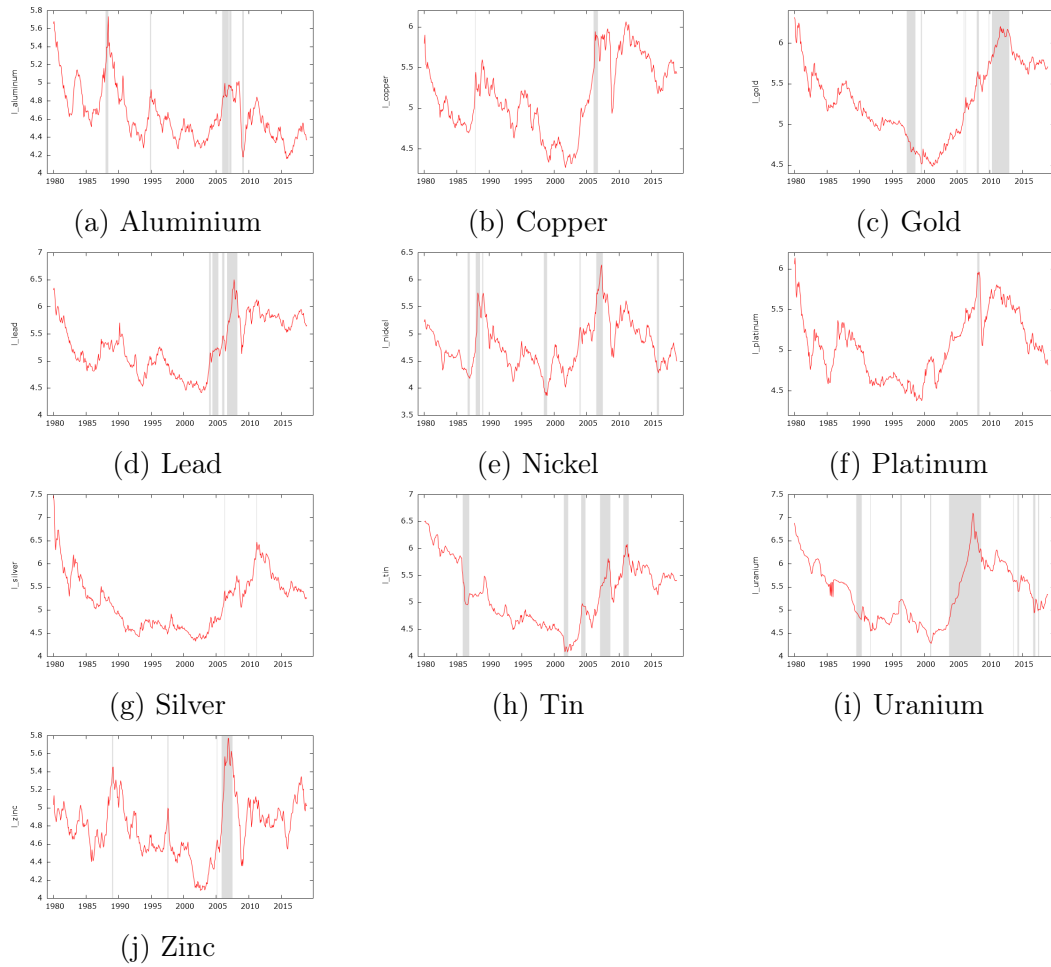 5.8
5.6
5.4
5.2
5
4.8
4.6
4.4
4.2
4
l_aluminum
1980 1985 1990 1995 2000 2005 2010 2015
(a) Aluminium
6
5.5
5
4.5
l_copper
1980 1985 1990 1995 2000 2005 2010 2015
(b) Copper
6
5.5
5
4.5
l_gold
1980 1985 1990 1995 2000 2005 2010 2015
(c) Gold
7
6.5
6
5.5
5
4.5
4
l_lead
1980 1985 1990 1995 2000 2005 2010 2015
(d) Lead
6.5
6
5.5
5
4.5
4
3.5
l_nickel
1980 1985 1990 1995 2000 2005 2010 2015
(e) Nickel
6
5.5
5
4.5
l_platinum
1980 1985 1990 1995 2000 2005 2010 2015
(f) Platinum
7.5
7
6.5
6
5.5
5
4.5
4
l_silver
1980 1985 1990 1995 2000 2005 2010 2015
(g) Silver
7
6.5
6
5.5
5
4.5
4
l_tin
1980 1985 1990 1995 2000 2005 2010 2015
(h) Tin
7
6.5
6
5.5
5
4.5
4
l_uranium
1980 1985 1990 1995 2000 2005 2010 2015
(i) Uranium
5.8
5.6
5.4
5.2
5
4.8
4.6
4.4
4.2
4
l_zinc
1980 1985 1990 1995 2000 2005 2010 2015
(j) Zinc